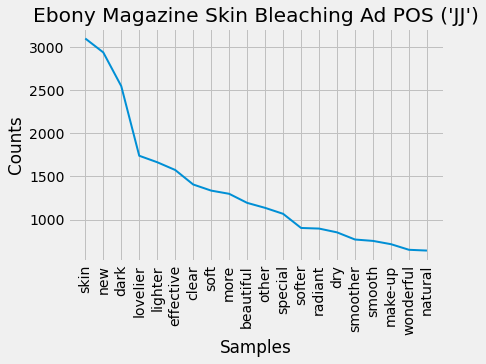 Ebony Magazine Skin Bleaching Ad POS ('JJ')
Counts
3000
2500
2000
1500
1000
skin
new
dark
lovelier
lighter
effective
clear
soft
more
beautiful
other
special
softer
radiant
dry
smoother
smooth
make-up
wonderful
natural
Samples